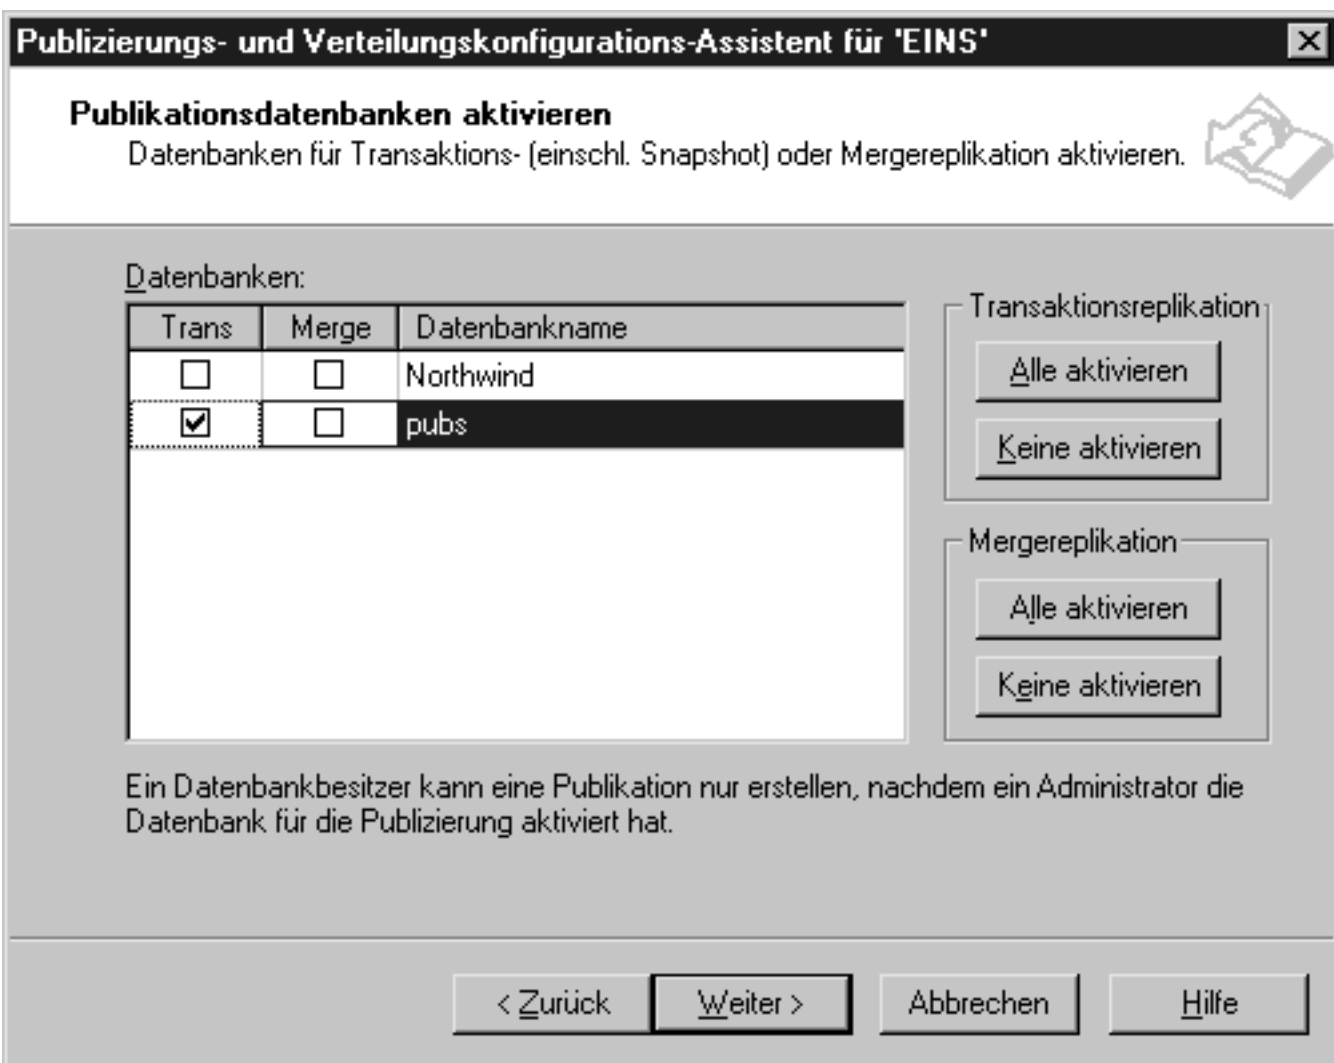 Publizierungs- und Verteilungskonfigurations-Assistent für 'EINS'
Publikationsdatenbanken aktivieren
Datenbanken für Transaktions- (einschl. Snapshot) oder Mergereplikation aktivieren.
Datenbanken:
Trans Merge Datenbankname
Northwind
pubs
Transaktionsreplikation
Alle aktivieren
Keine aktivieren
Mergereplikation
Alle aktivieren
Keine aktivieren
Ein Datenbankbesitzer kann eine Publikation nur erstellen, nachdem ein Administrator die
Datenbank für die Publizierung aktiviert hat.
< Zurück Weiter > Abbrechen Hilfe